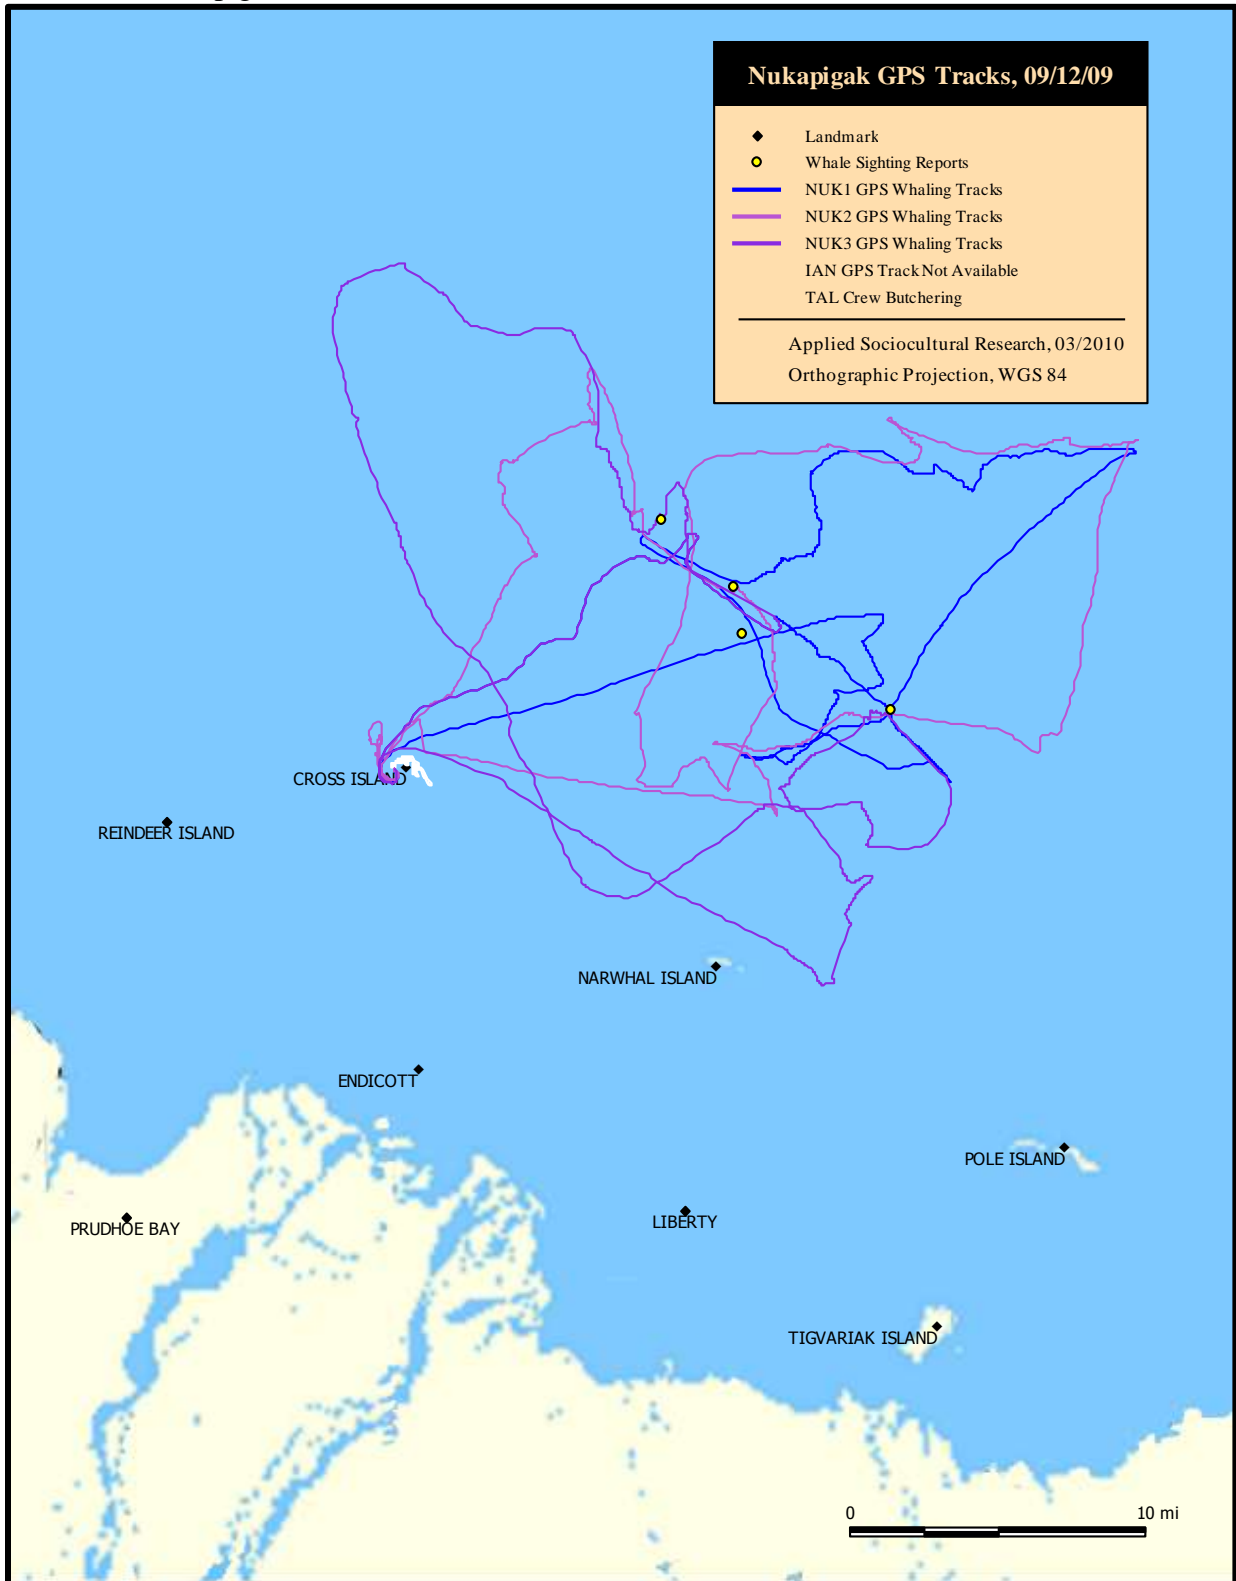 Nukapigak GPS Tracks, 09/12/09
Landmark
Whale Sighting Reports
NUK1 GPS Whaling Tracks
NUK2 GPS Whaling Tracks
NUK3 GPS Whaling Tracks
IAN GPS Track Not Available
TAL Crew Butchering
Applied Sociocultural Research, 03/2010
Orthographic Projection, WGS 84
CROSS ISLAND
REINDEER ISLAND
NARWHAL ISLAND
ENDICOTT
POLE ISLAND
PRUDHOE BAY
LIBERTY
TIGVARIAK ISLAND
0 10 mi